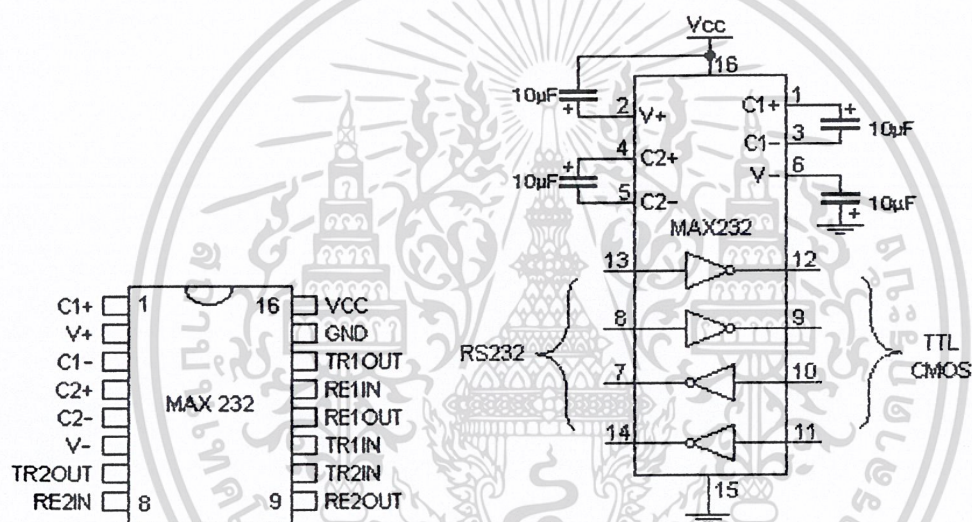 C1+ 1 16 VCC
V+ GND
C1- TR1OUT
C2+ RE1IN
C2- MAX 232 RE1OUT
V- TR1IN
TR2OUT TR2IN
RE2IN 8 9 RE2OUT
Vcc
16
10µF + 2 V+ C1+ 1 + 10µF
C1- 3
10µF + 4 C2+ V- 6
5 C2- + 10µF
MAX232
13 12
RS232 8 9 TTL
7 10 CMOS
14 11
15